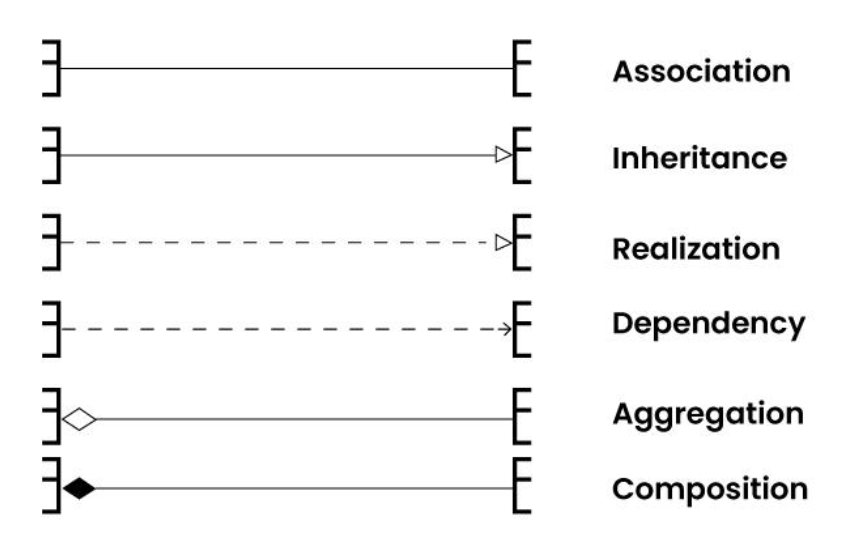 Association
Inheritance
Realization
Dependency
Aggregation
Composition